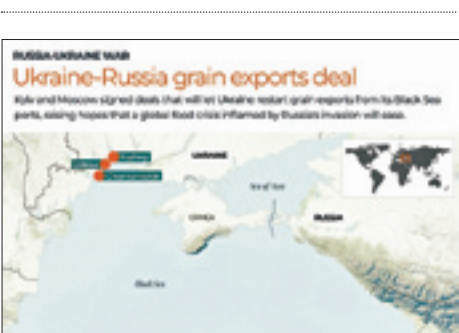 RUSSIA-UKRAINE WAR
Ukraine-Russia grain exports deal
Kyiv and Moscow signed deals that will let Ukraine restart grain exports from its Black Sea
ports, raising hopes that a global food crisis inflamed by Russia's invasion will ease.
UKRAINE
Odesa
Chornomorsk
Sea of Azov
CRIMEA
RUSSIA
Black Sea